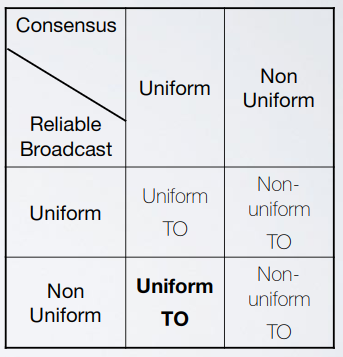 Consensus
Uniform
Non
Uniform
Reliable
Broadcast
Uniform
Uniform
TO
Non-
uniform
TO
Non
Uniform
Uniform
TO
Non-
uniform
TO